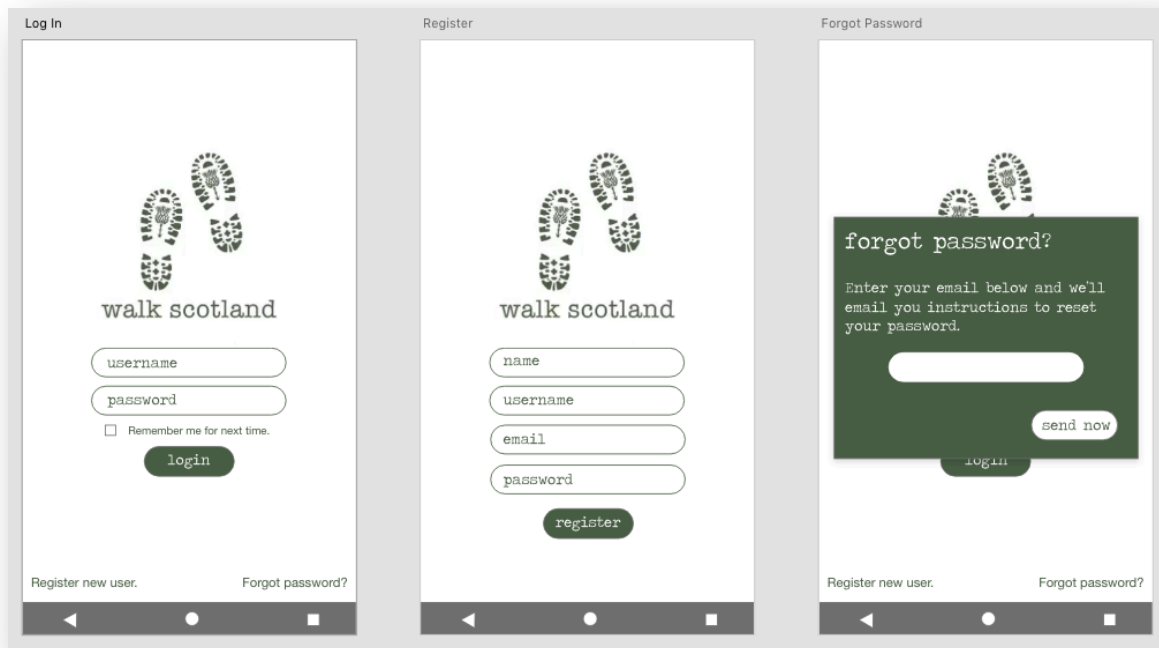 Log In
walk scotland
username
password
Remember me for next time.
login
Register new user.
Forgot password?
Register
walk scotland
name
username
email
password
register
Forgot Password
forgot password?
Enter your email below and we'll
email you instructions to reset
your password.
send now
login
Register new user.
Forgot password?